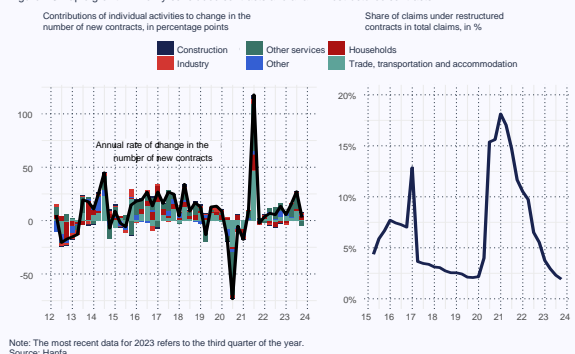 Contributions of individual activities to change in the
number of new contracts, in percentage points
Share of claims under restructured
contracts in total claims, in %
Construction
Other services
Households
Industry
Other
Trade, transportation and accommodation
100
50
0
-50
Annual rate of change in the
number of new contracts
12 13 14 15 16 17 18 19 20 21 22 23 24
20%
15%
10%
5%
0%
15 16 17 18 19 20 21 22 23 24
Note: The most recent data for 2023 refers to the third quarter of the year.
Source: Hanfa